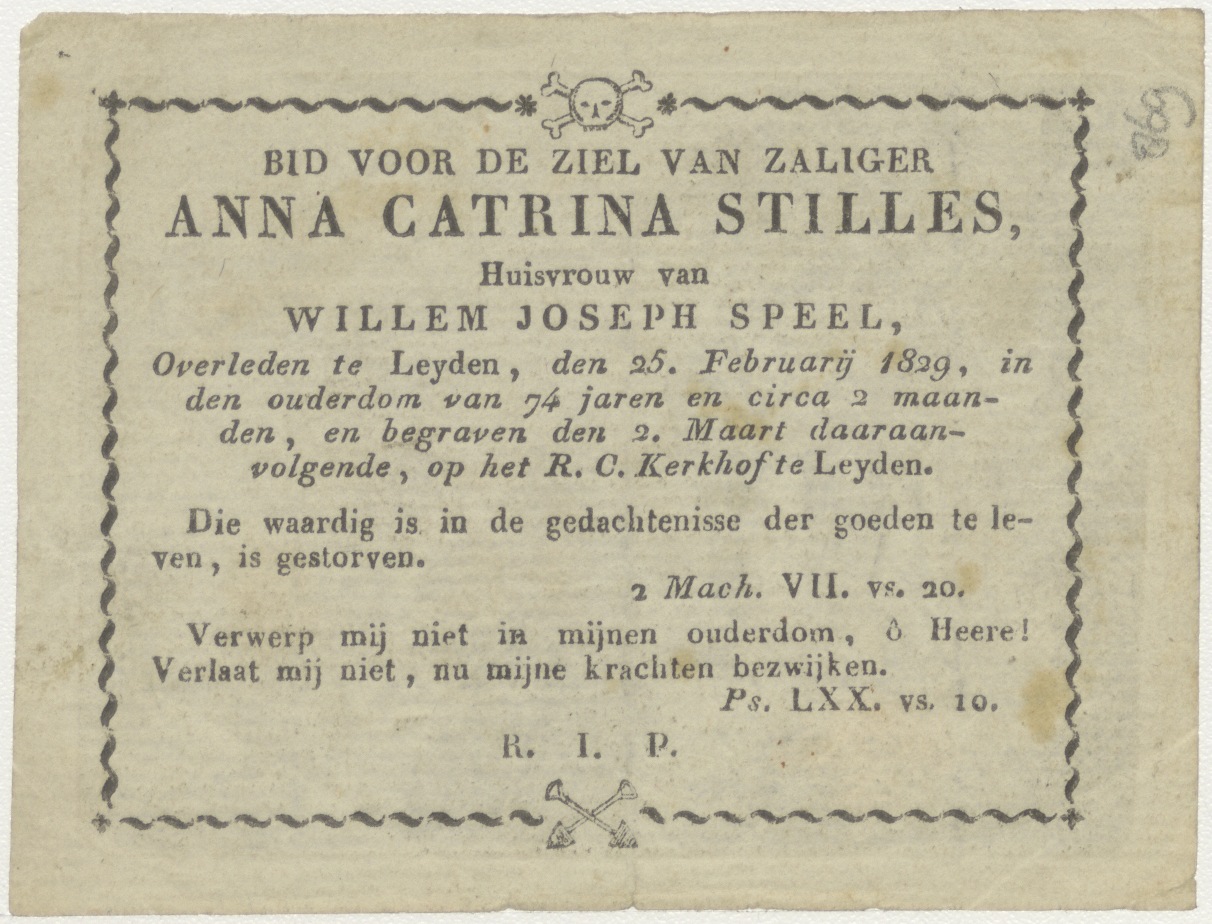 BID VOOR DE ZIEL VAN ZALIGER
ANNA CATRINA STILLES,
Huisvrouw van
WILLEM JOSEPH SPEEL,
Overleden te Leyden, den 25. Februarij 1829, in
den ouderdom van 74 jaren en circa 2 maan-
den, en begraven den 2. Maart daaraan-
volgende, op het R. C. Kerkhof te Leyden.
Die waardig is in de gedachtenisse der goeden te le-
ven, is gestorven.
2 Mach. VII. vs. 20.
Verwerp mij niet in mijnen ouderdom, ô Heere!
Verlaat mij niet, nu mijne krachten bezwijken.
Ps. LXX. vs. 10.
R. I. P.